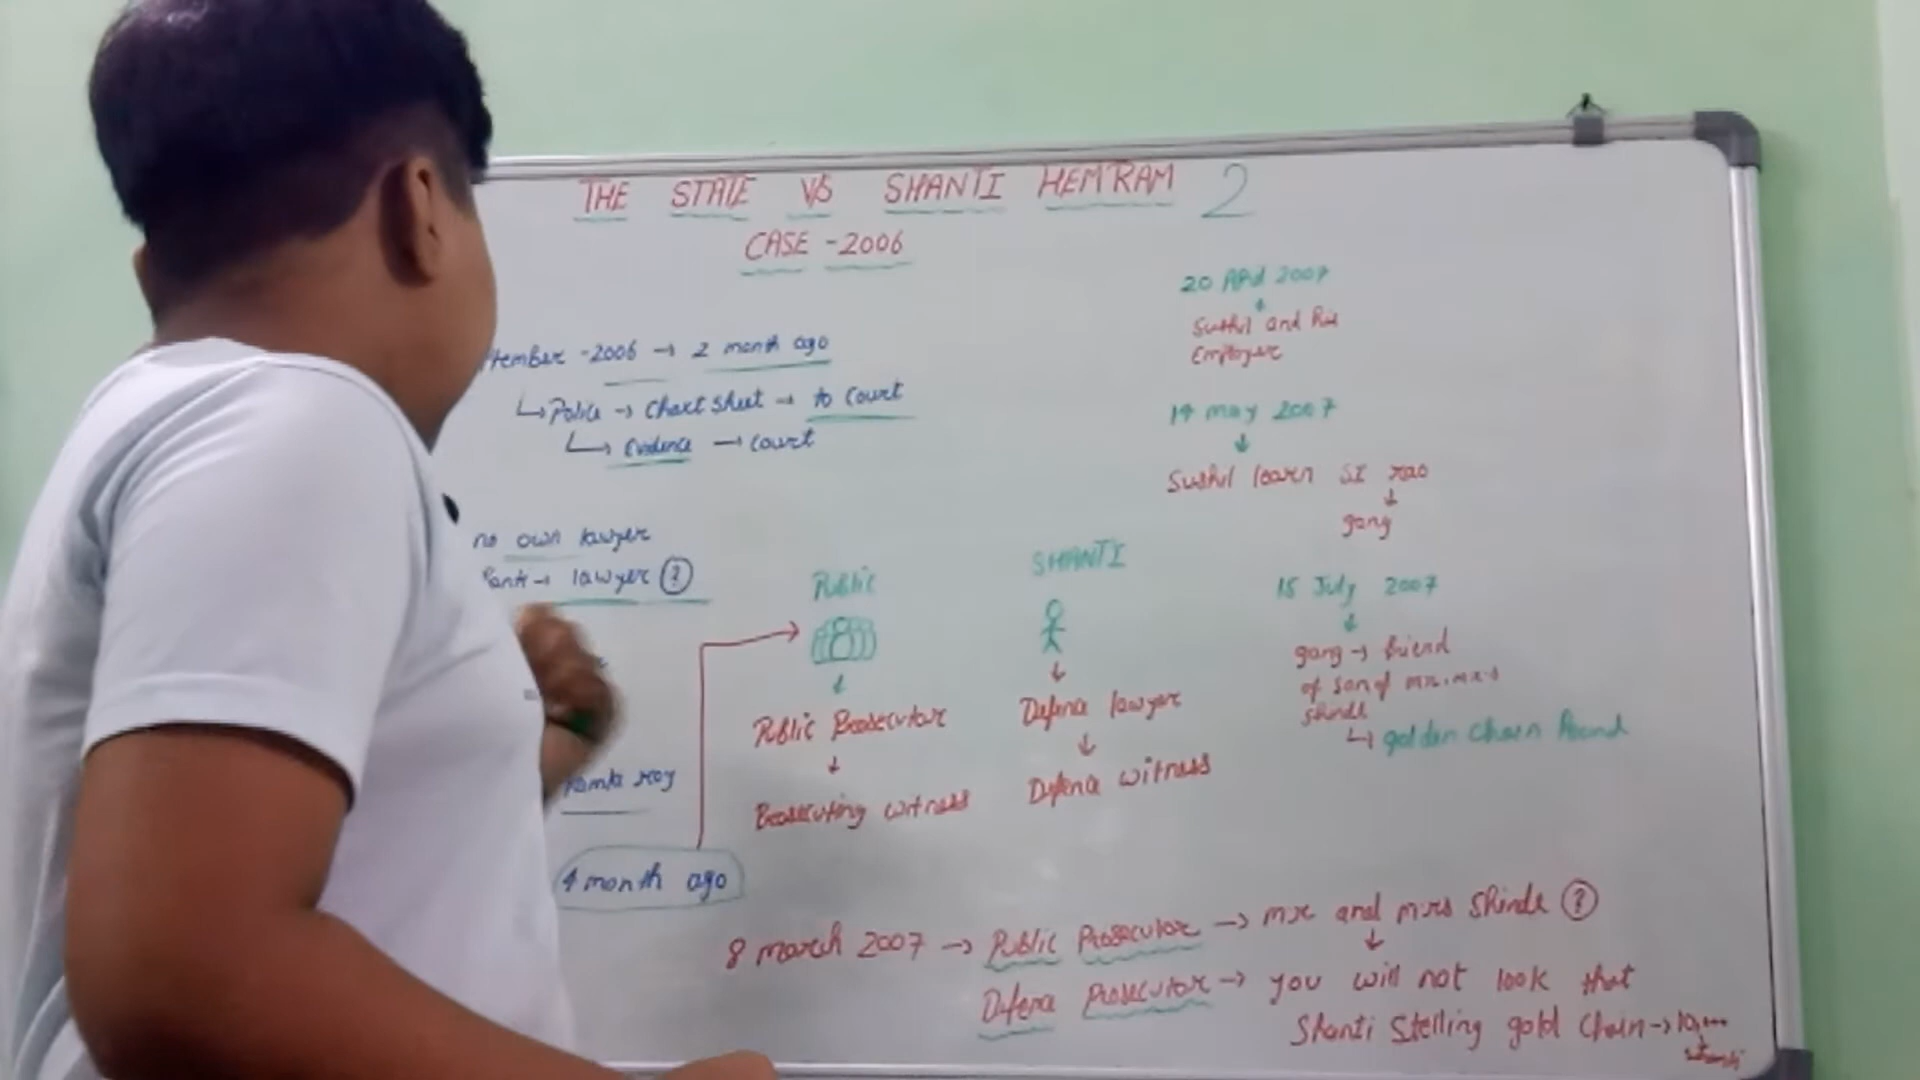 THE STATE V/S SHANTI HEMRAM 2
CASE -2006
tember -2006 → 2 month ago
↳ Police → Chart Sheet → to Court
↳ Evidence → Court
no own lawyer
lawyer ?
roy
4 month ago
Public
Public Prosecutor
↓
Prosecuting witness
SHANTI
↓
Defence lawyer
↓
Defence witness
20 April 2007
↓
Sushil and his
Employer
14 may 2007
↓
Sushil learn SI rao
↓
gang
15 July 2007
↓
gang → friend
of son of mr. mrs
Shinde
↳ golden Chain Found
8 march 2007 → Public Prosecutor → mr and mrs Shinde ?
↓
Defence Prosecutor → you will not look that
Shanti Stelling gold Chain →